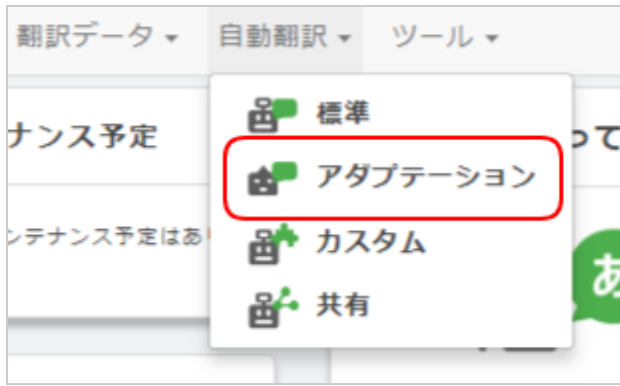 翻訳データ 自動翻訳 ツール
標準
ナンス予定
って
アダプテーション
ンテナンス予定はあ
カスタム
あ
共有